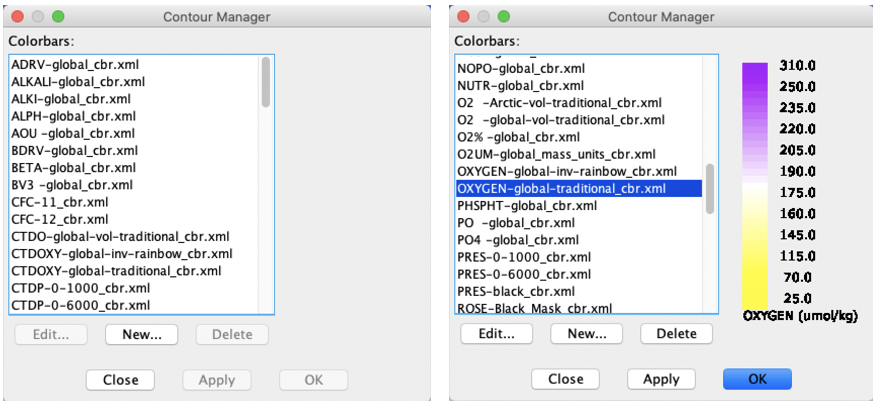 Contour Manager
Colorbars:
ADRV-global_cbr.xml
ALKALI-global_cbr.xml
ALKI-global_cbr.xml
ALPH-global_cbr.xml
AOU -global_cbr.xml
BDRV-global_cbr.xml
BETA-global_cbr.xml
BV3 -global_cbr.xml
CFC-11_cbr.xml
CFC-12_cbr.xml
CTDO-global-vol-traditional_cbr.xml
CTDOXY-global-inv-rainbow_cbr.xml
CTDOXY-global-traditional_cbr.xml
CTDP-0-1000_cbr.xml
CTDP-0-6000_cbr.xml
Edit... New... Delete
Close Apply OK
Contour Manager
Colorbars:
NOPO-global_cbr.xml
NUTR-global_cbr.xml
O2 -Arctic-vol-traditional_cbr.xml
O2 -global-vol-traditional_cbr.xml
O2% -global_cbr.xml
O2UM-global_mass_units_cbr.xml
OXYGEN-global-inv-rainbow_cbr.xml
OXYGEN-global-traditional_cbr.xml
PHSPHT-global_cbr.xml
PO -global_cbr.xml
PO4 -global_cbr.xml
PRES-0-1000_cbr.xml
PRES-0-6000_cbr.xml
PRES-black_cbr.xml
ROSE-Black_Mask_cbr.xml
310.0
250.0
235.0
220.0
205.0
190.0
175.0
160.0
145.0
115.0
70.0
25.0
OXYGEN (umol/kg)
Edit... New... Delete
Close Apply OK